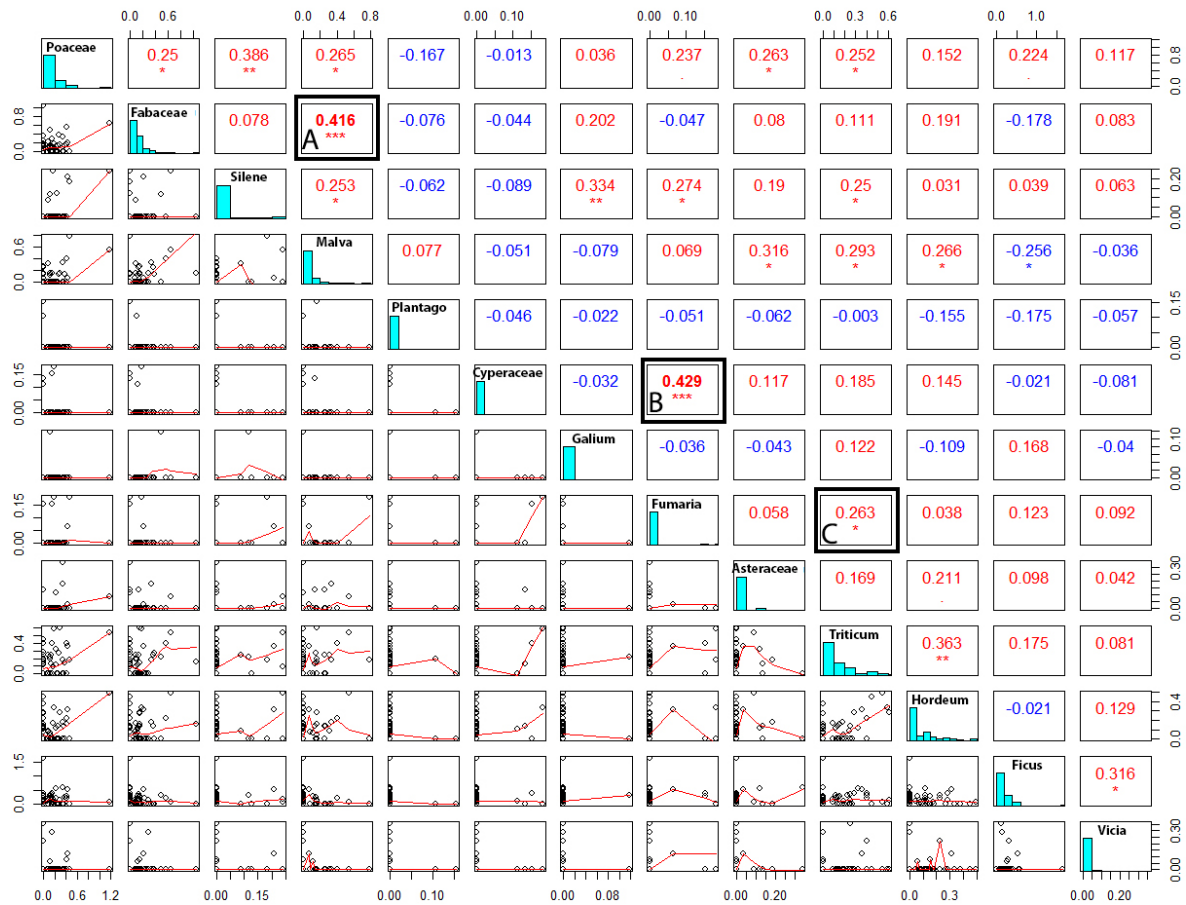 0.0 0.6 0.00 0.10 0.0 0.4 0.8 0.00 0.10 0.00 0.10 0.0 0.3 0.6 0.0 1.0
Poaceae 0.25 0.386 0.265 -0.167 -0.013 0.036 0.237 0.263 0.252 0.152 0.224 0.117
* ** * . * * .
0.0 0.8
Fabaceae 0.078 0.416 -0.076 -0.044 0.202 -0.047 0.08 0.111 0.191 -0.178 0.083
A ***
0.0 0.8
Silene 0.253 -0.062 -0.089 0.334 0.274 0.19 0.25 0.031 0.039 0.063
* ** * *
0.00 0.20
Malva 0.077 -0.051 -0.079 0.069 0.316 0.293 0.266 -0.256 -0.036
* * * *
0.0 0.6
Plantago -0.046 -0.022 -0.051 -0.062 -0.003 -0.155 -0.175 -0.057
0.00 0.15
Cyperaceae -0.032 0.429 0.117 0.185 0.145 -0.021 -0.081
B ***
0.00 0.15
Galium -0.036 -0.043 0.122 -0.109 0.168 -0.04
0.00 0.10
Fumaria 0.058 0.263 0.038 0.123 0.092
C *
0.00 0.15
Asteraceae 0.169 0.211 0.098 0.042
.
0.00 0.30
Triticum 0.363 0.175 0.081
**
0.0 0.4
Hordeum -0.021 0.129
0.0 0.4
Ficus 0.316
*
0.0 1.5
Vicia
0.00 0.30
0.0 0.6 1.2 0.00 0.15 0.00 0.10 0.00 0.08 0.00 0.20 0.0 0.3 0.00 0.20